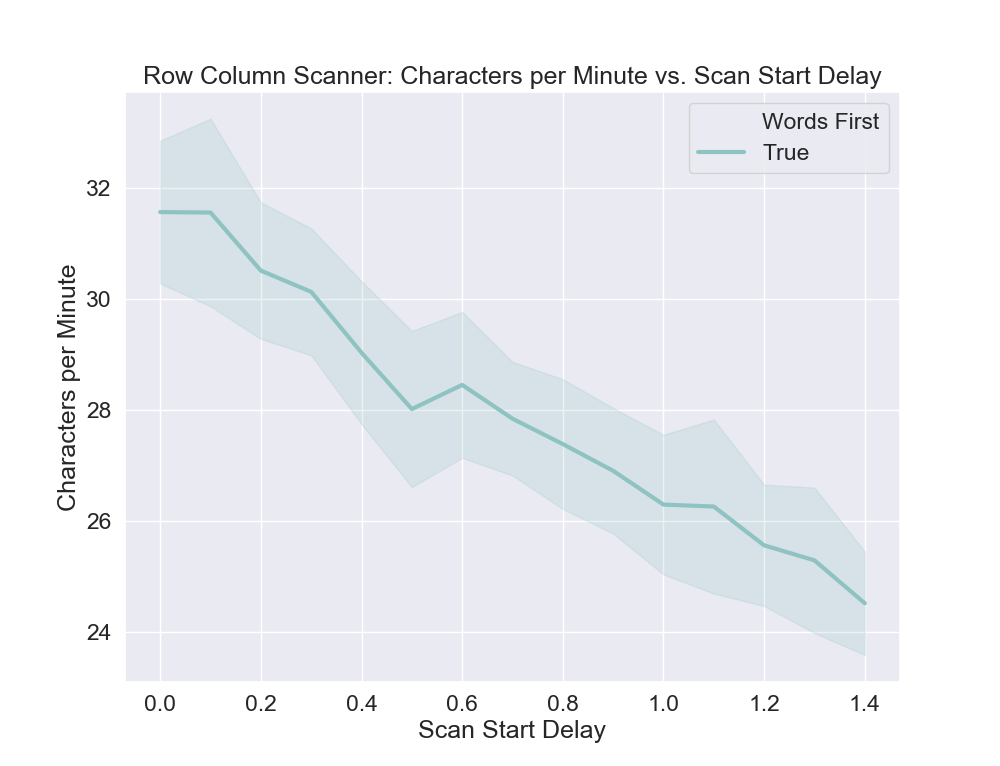 Row Column Scanner: Characters per Minute vs. Scan Start Delay
Words First
True
Characters per Minute
32
30
28
26
24
0.0 0.2 0.4 0.6 0.8 1.0 1.2 1.4
Scan Start Delay